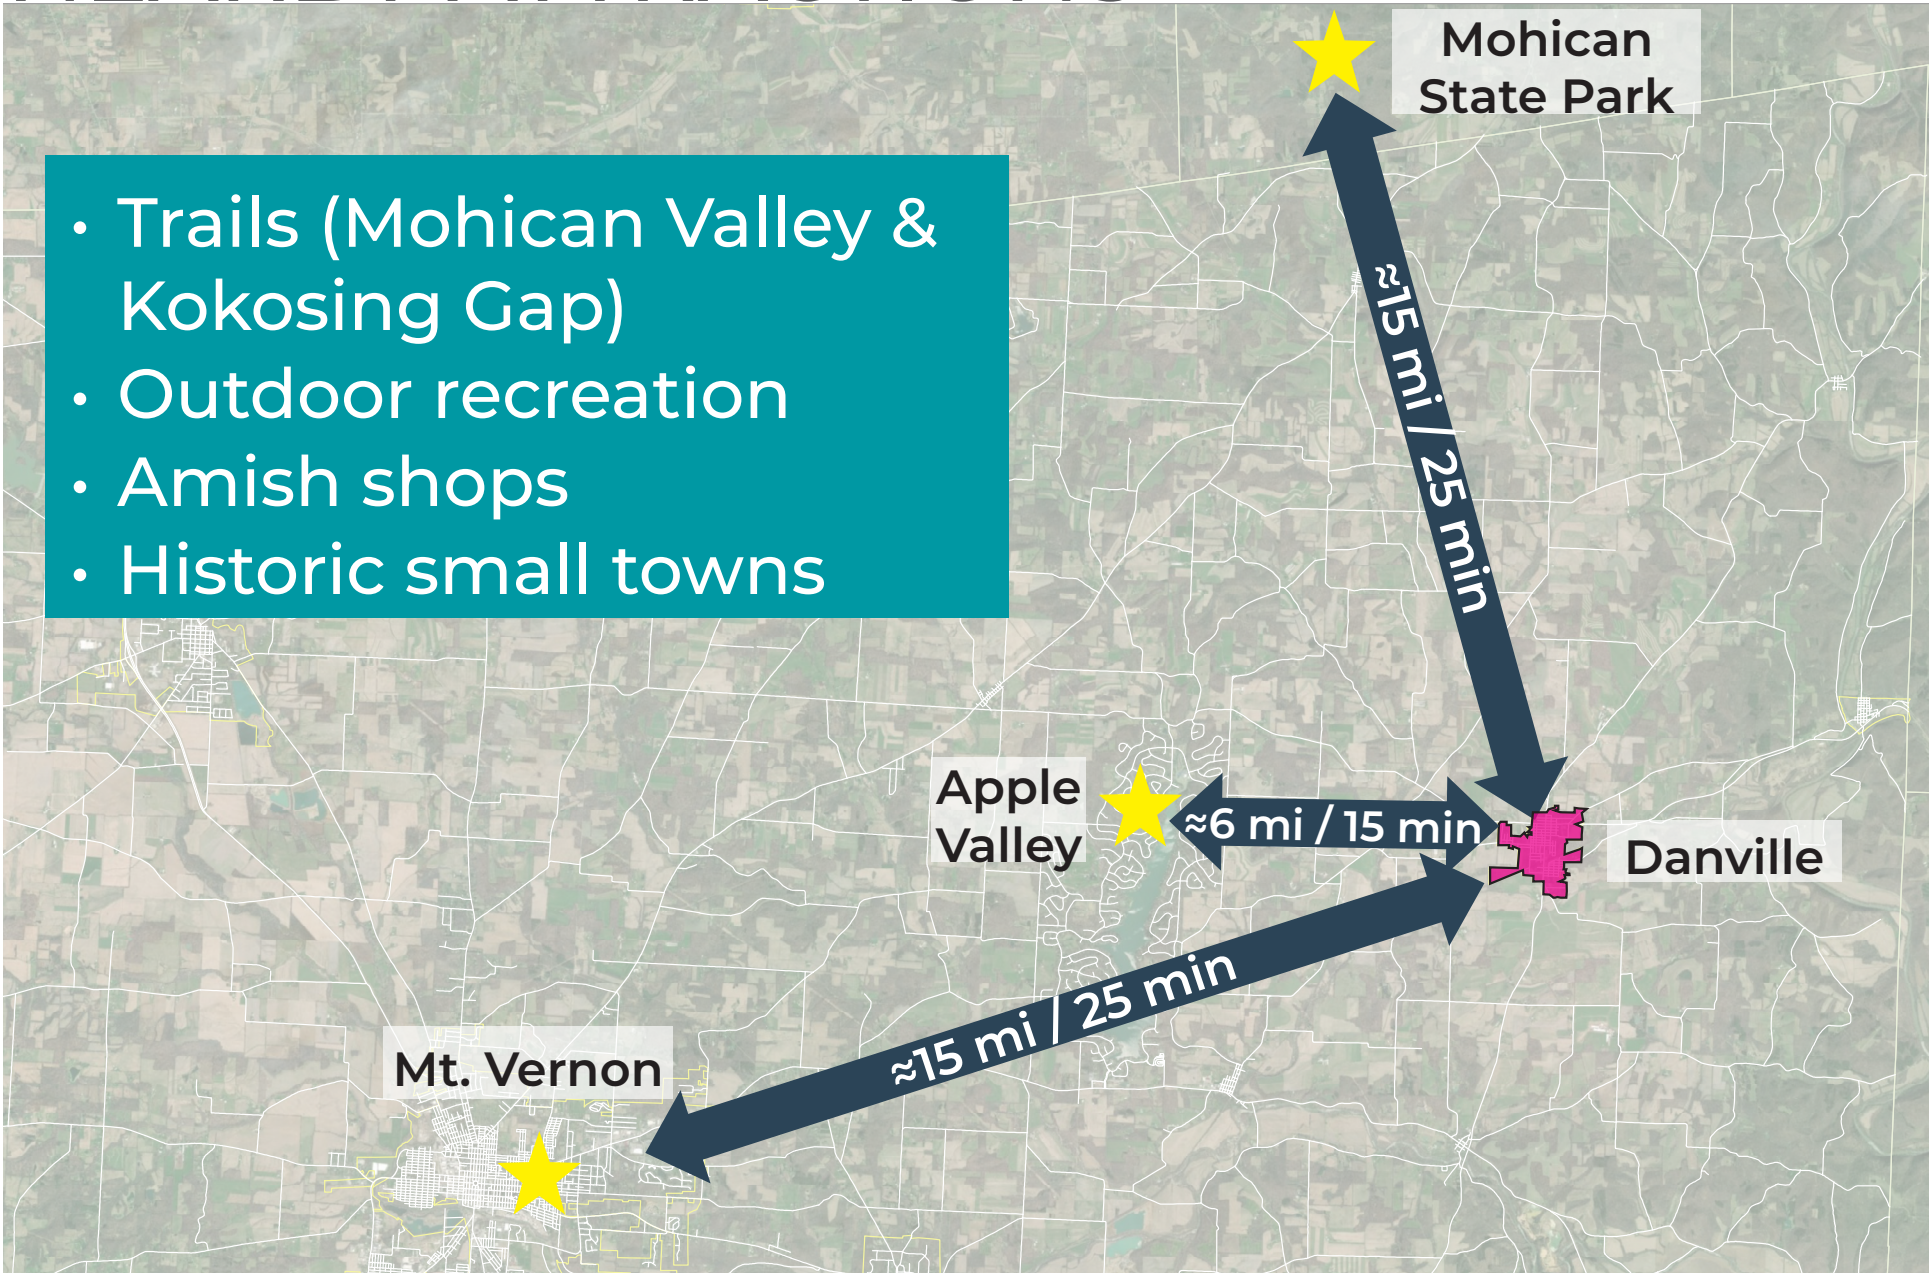 • Trails (Mohican Valley &
Kokosing Gap)
• Outdoor recreation
• Amish shops
• Historic small towns
Mohican
State Park
≈15 mi / 25 min
Apple
Valley
≈6 mi / 15 min
Danville
≈15 mi / 25 min
Mt. Vernon